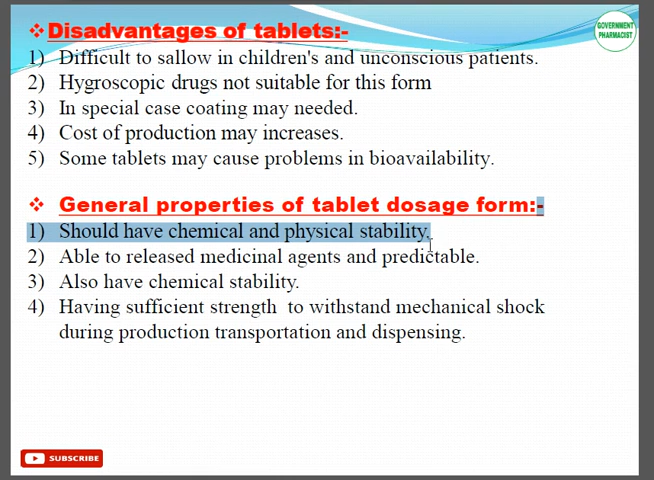 ❖Disadvantages of tablets:-
GOVERNMENT
PHARMACIST
1) Difficult to sallow in children's and unconscious patients.
2) Hygroscopic drugs not suitable for this form
3) In special case coating may needed.
4) Cost of production may increases.
5) Some tablets may cause problems in bioavailability.
❖ General properties of tablet dosage form:-
1) Should have chemical and physical stability.
2) Able to released medicinal agents and predictable.
3) Also have chemical stability.
4) Having sufficient strength to withstand mechanical shock
during production transportation and dispensing.
SUBSCRIBE